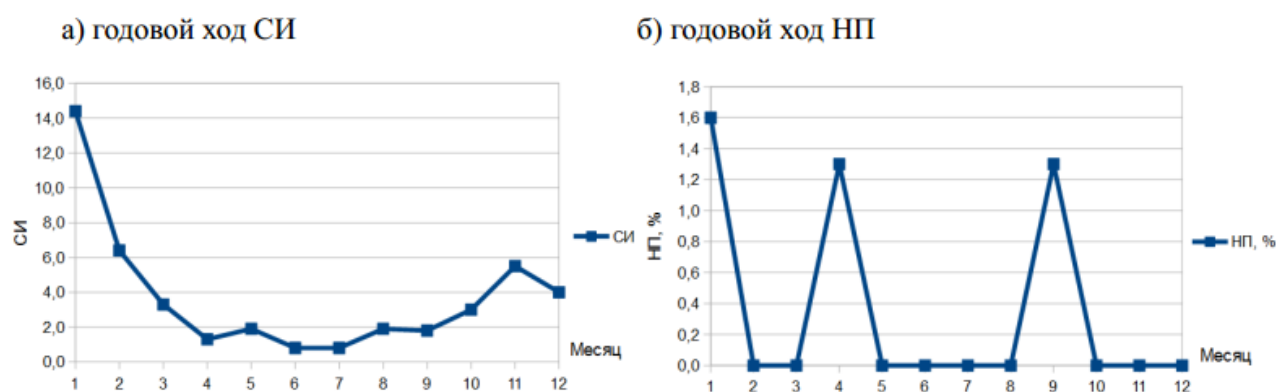 а) годовой ход СИ
16,0
14,0
12,0
10,0
8,0
6,0
4,0
2,0
0,0
СИ
1 2 3 4 5 6 7 8 9 10 11 12
Месяц
СИ
б) годовой ход НП
1,8
1,6
1,4
1,2
1,0
0,8
0,6
0,4
0,2
0,0
НП, %
1 2 3 4 5 6 7 8 9 10 11 12
Месяц
НП, %